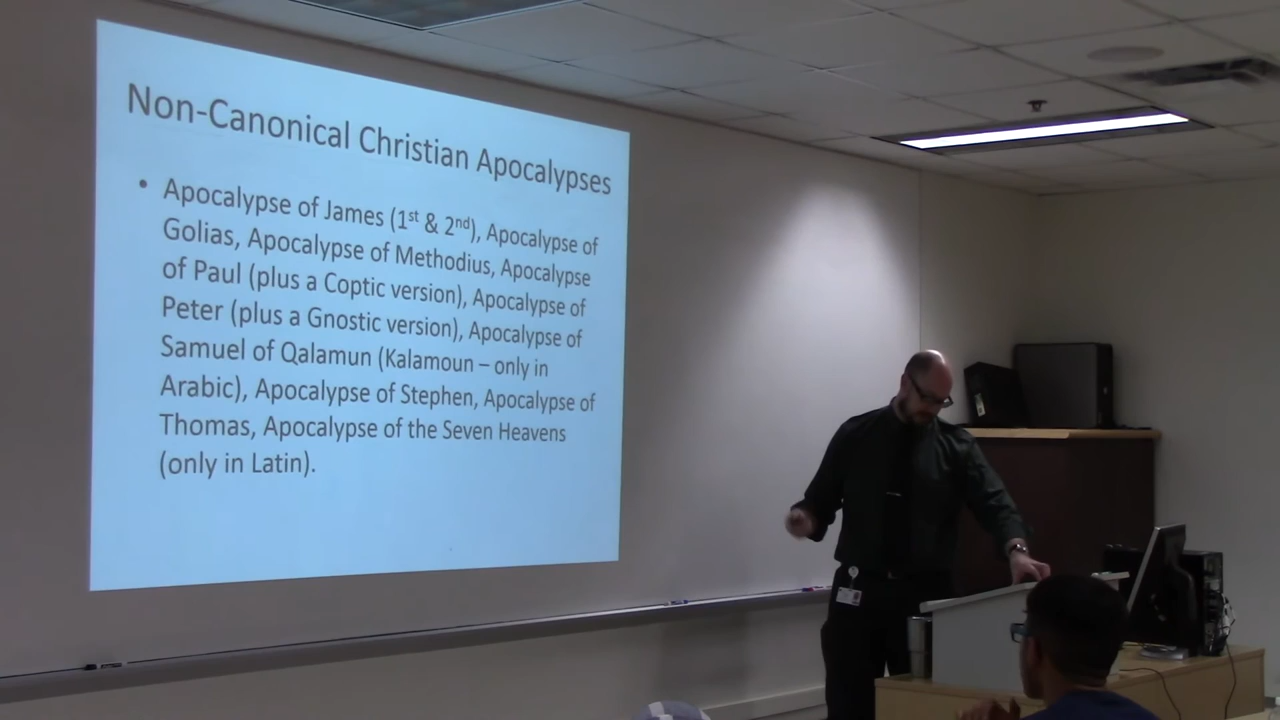 Non-Canonical Christian Apocalypses
• Apocalypse of James (1st & 2nd), Apocalypse of
Golias, Apocalypse of Methodius, Apocalypse
of Paul (plus a Coptic version), Apocalypse of
Peter (plus a Gnostic version), Apocalypse of
Samuel of Qalamun (Kalamoun – only in
Arabic), Apocalypse of Stephen, Apocalypse of
Thomas, Apocalypse of the Seven Heavens
(only in Latin).